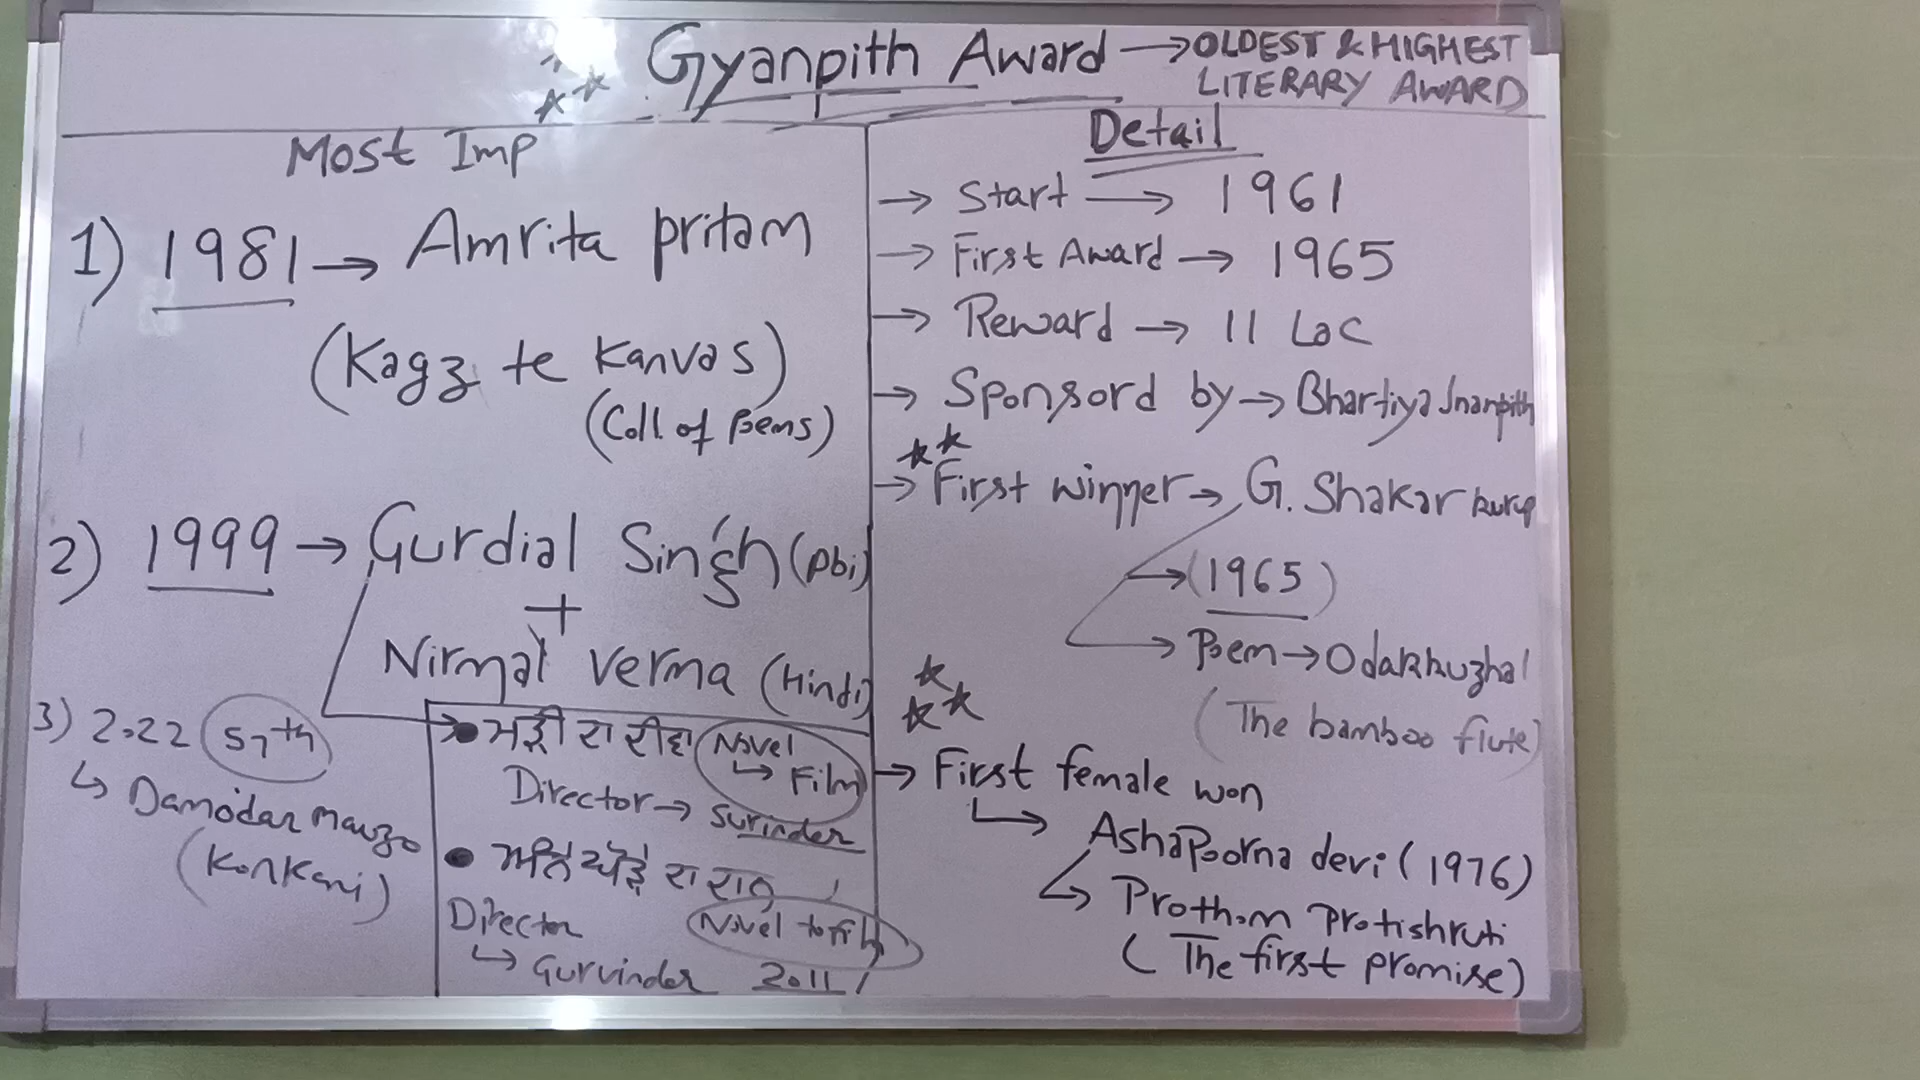 Gyanpith Award → OLDEST & HIGHEST
LITERARY AWARD
Most Imp
1) 1981 → Amrita pritam
(Kagz te Kanvas)
(Coll. of Poems)
2) 1999 → Gurdial Singh (Pbi)
+
Nirmal Verma (Hindi)
3) 2022 57th
↳ Damodar mauzo
(Konkani)
• ਮੜੀ ਦਾ ਦੀਵਾ (Novel
↳ Film
Director → Surinder
• ਅੰਨੇ ਘੋੜੇ ਦਾ ਦਾਨ
Director Novel to film
↳ Gurvinder 2011
Detail
→ Start → 1961
→ First Award → 1965
→ Reward → 11 Lac
→ Sponsord by → Bhartiya Jnanpith
→ First winner → G. Shakar kurup
→ (1965)
→ Poem → Odakkuzhal
(The bamboo flute)
→ First female won
↳ AshaPoorna devi (1976)
↳ Prothom Protishruti
(The first promise)